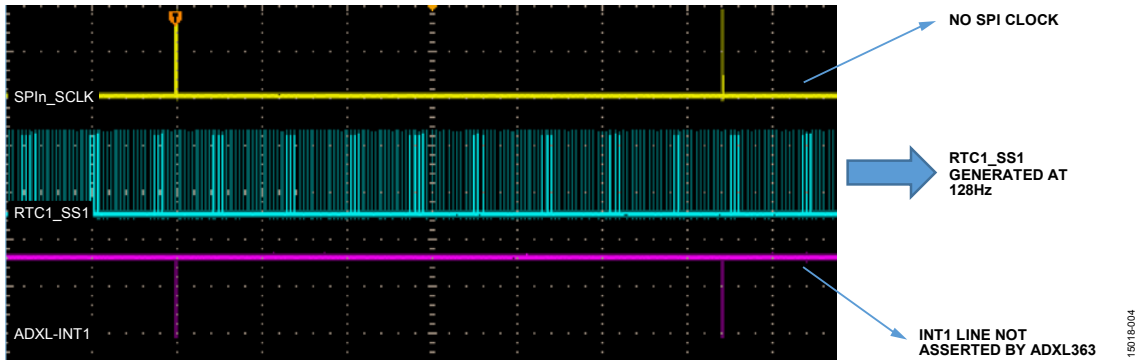 T
NO SPI CLOCK
SPIn_SCLK
RTC1_SS1
GENERATED AT
128Hz
RTC1_SS1
ADXL-INT1
INT1 LINE NOT
ASSERTED BY ADXL363
15018-004